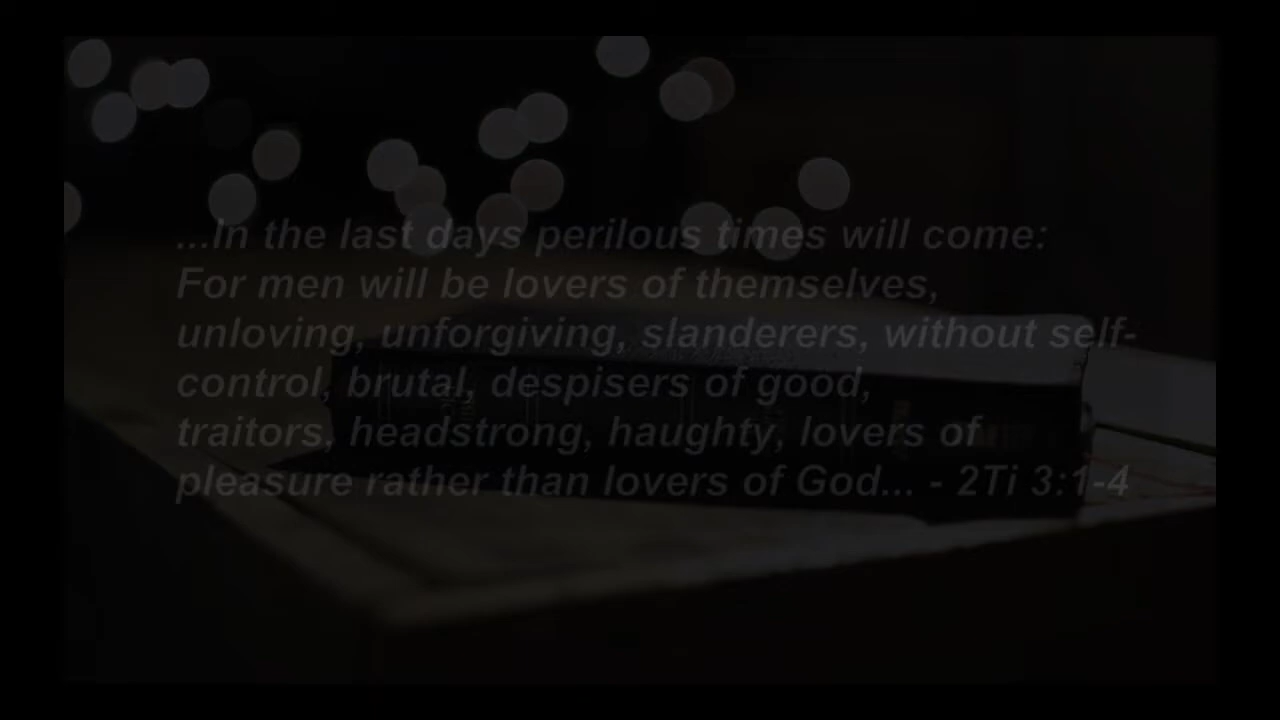 ...In the last days perilous times will come:
For men will be lovers of themselves,
unloving, unforgiving, slanderers, without self-
control, brutal, despisers of good,
traitors, headstrong, haughty, lovers of
pleasure rather than lovers of God... - 2Ti 3:1-4